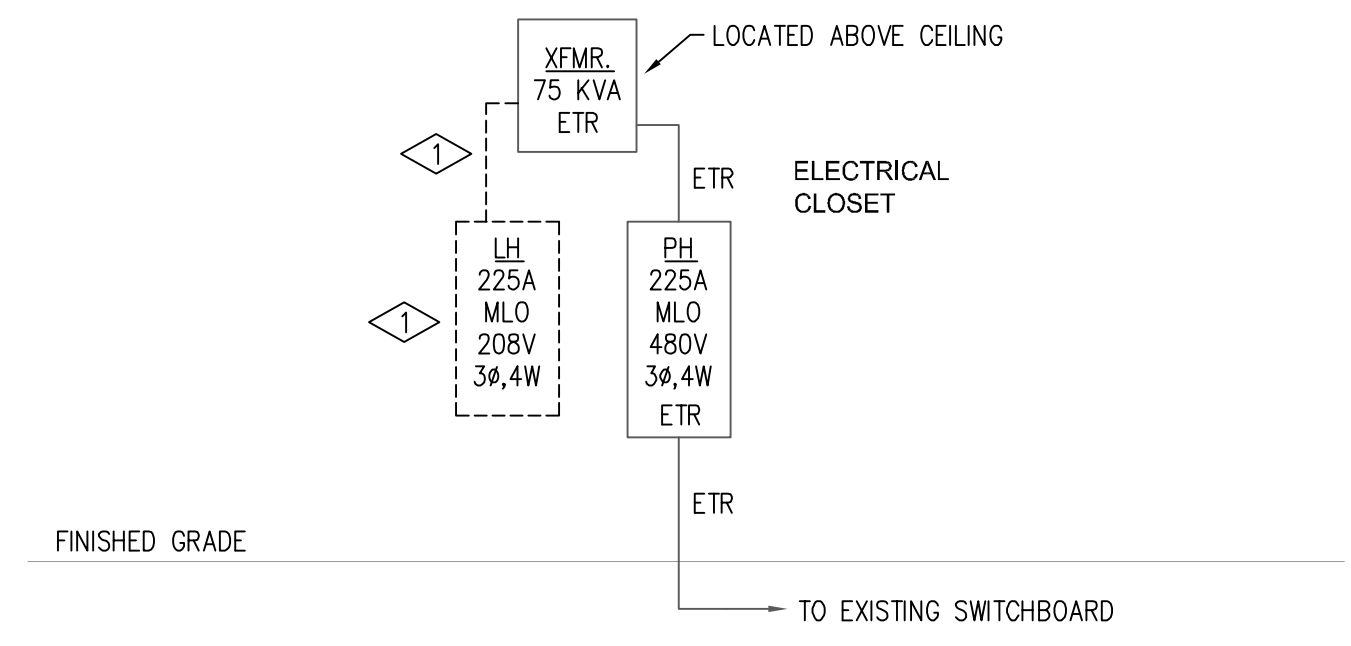 XFMR.
75 KVA
ETR
LOCATED ABOVE CEILING
1
ETR
ELECTRICAL
CLOSET
LH
225A
MLO
208V
3ø,4W
1
PH
225A
MLO
480V
3ø,4W
ETR
ETR
FINISHED GRADE
TO EXISTING SWITCHBOARD